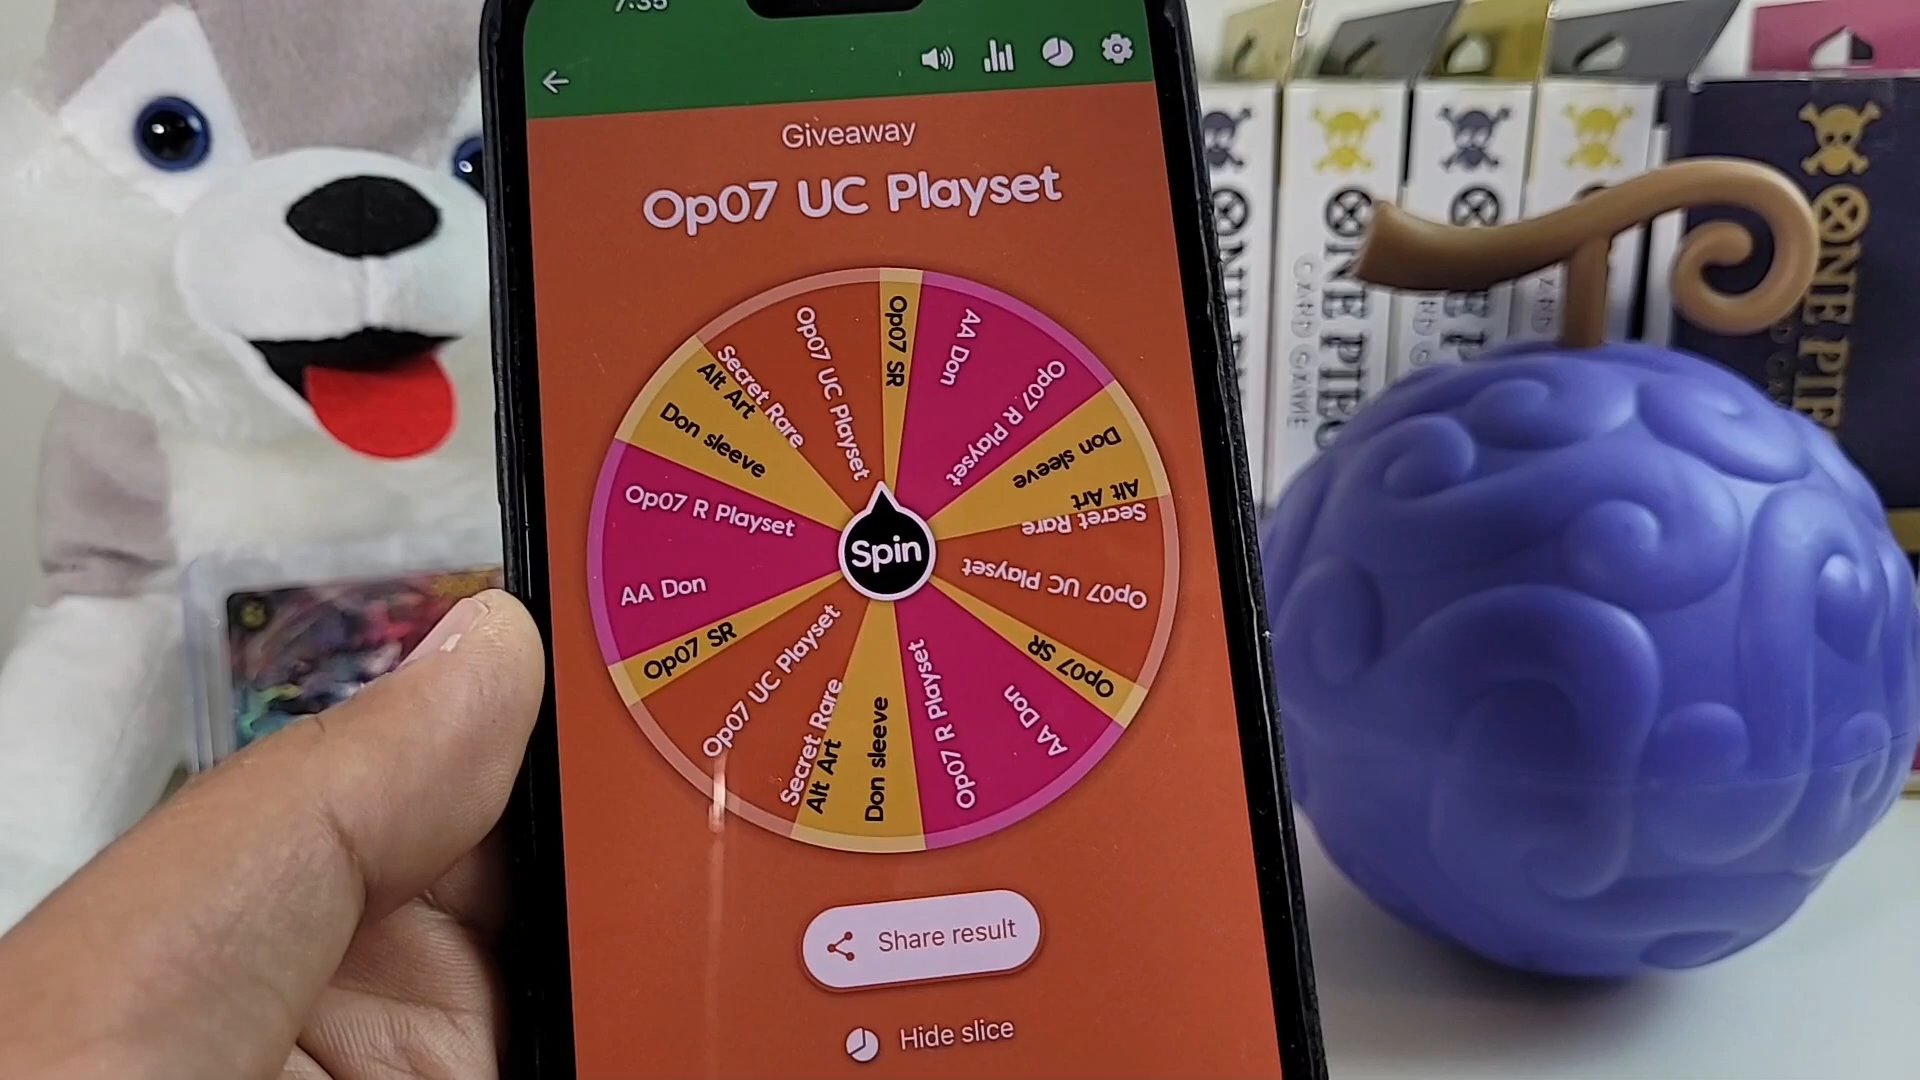 7:35
Giveaway
Op07 UC Playset
Op07 SR
AA Don
Op07 R Playset
Don sleeve
Alt Art
Secret Rare
Op07 UC Playset
Op07 SR
AA Don
Op07 R Playset
Don sleeve
Alt Art
Secret Rare
Op07 UC Playset
Op07 SR
AA Don
Op07 R Playset
Don sleeve
Alt Art
Secret Rare
Op07 UC Playset
Spin
Share result
Hide slice
ONE PIE